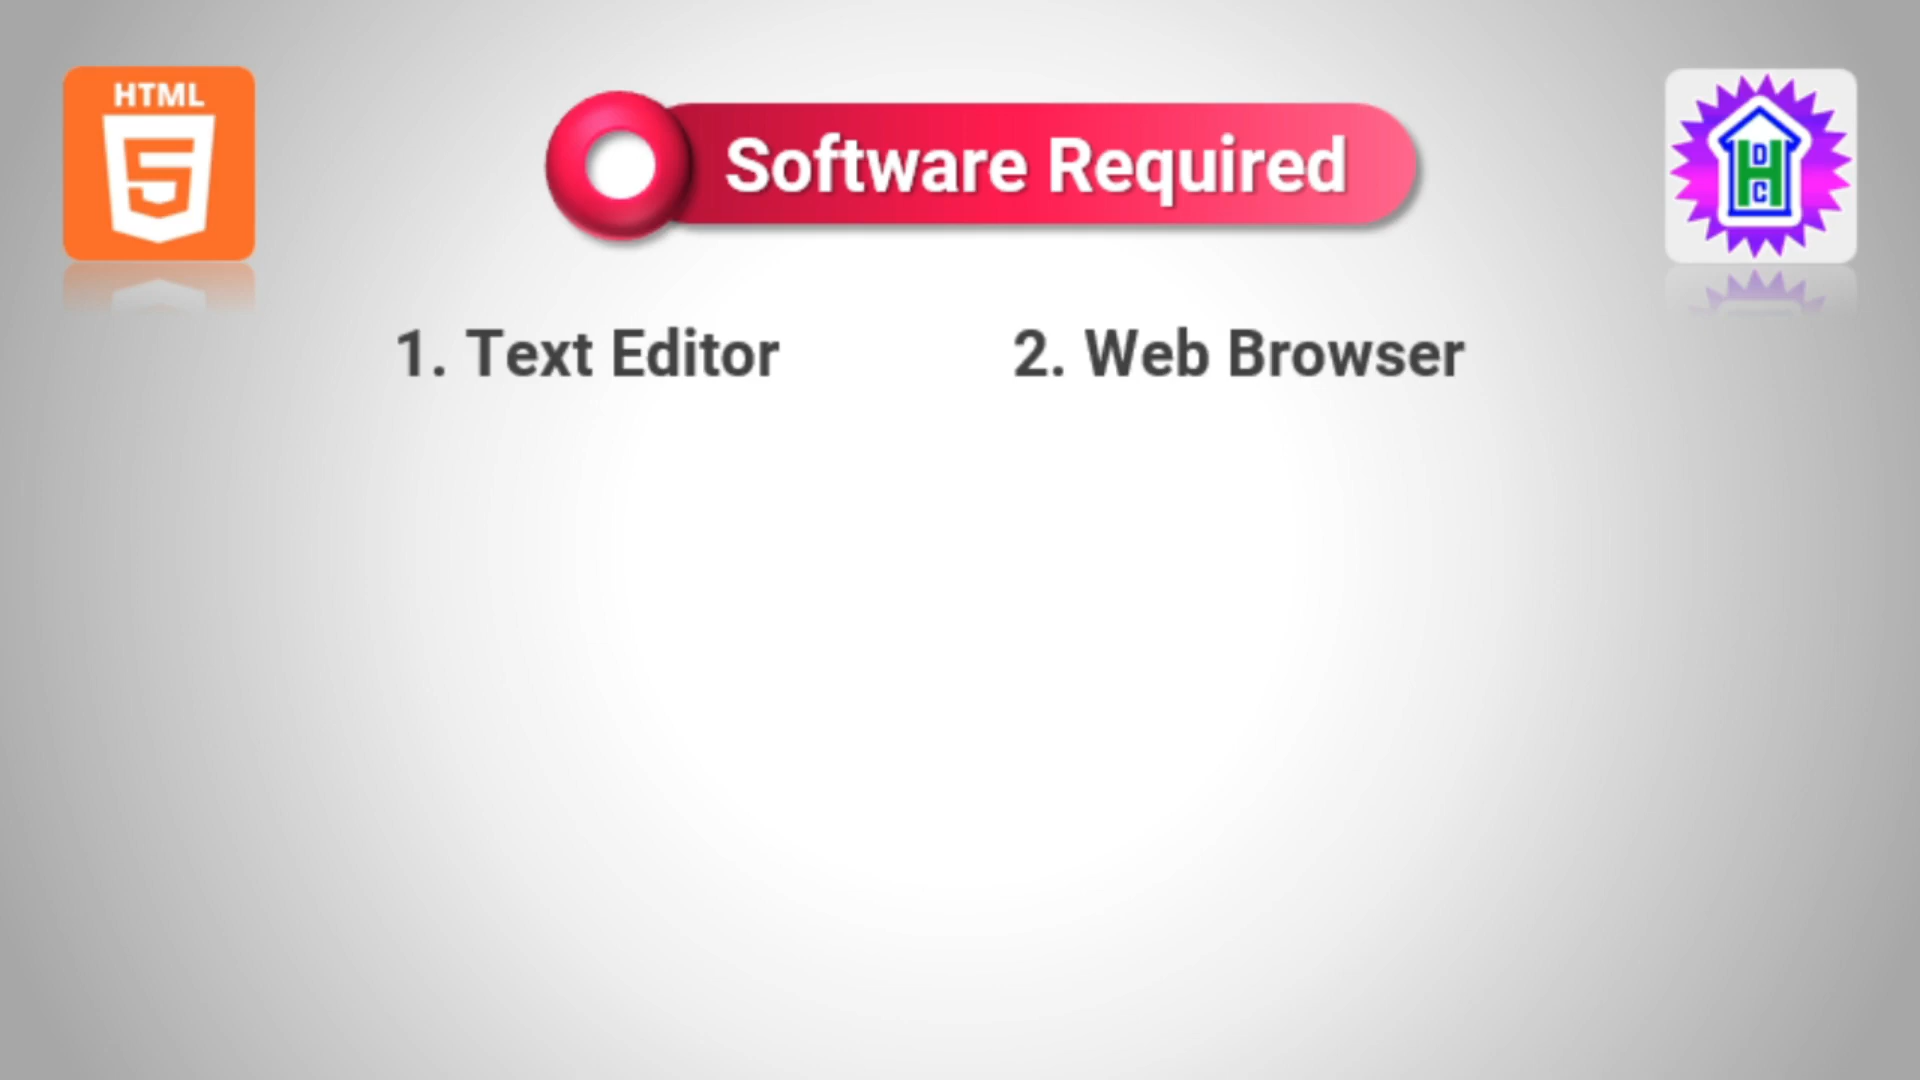 HTML
5
Software Required
D
H
C
1. Text Editor
2. Web Browser